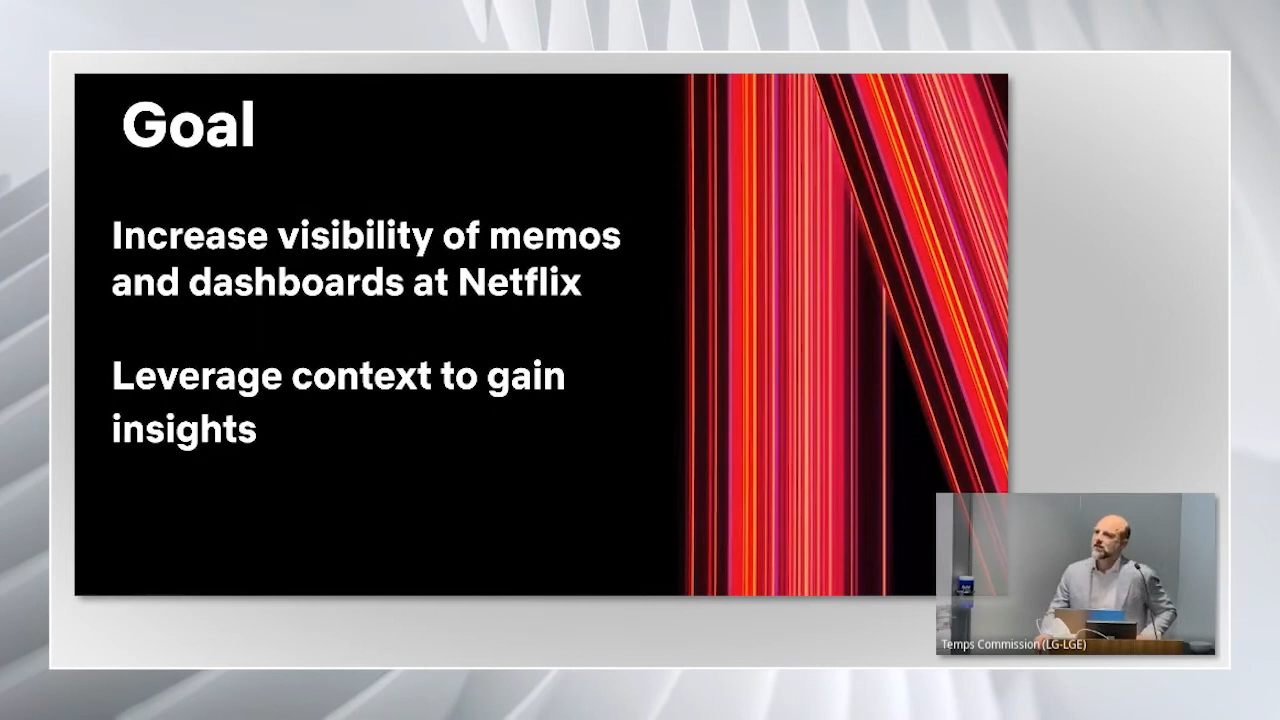 Goal
Increase visibility of memos
and dashboards at Netflix
Leverage context to gain
insights
Temps Commission (LG-LGE)